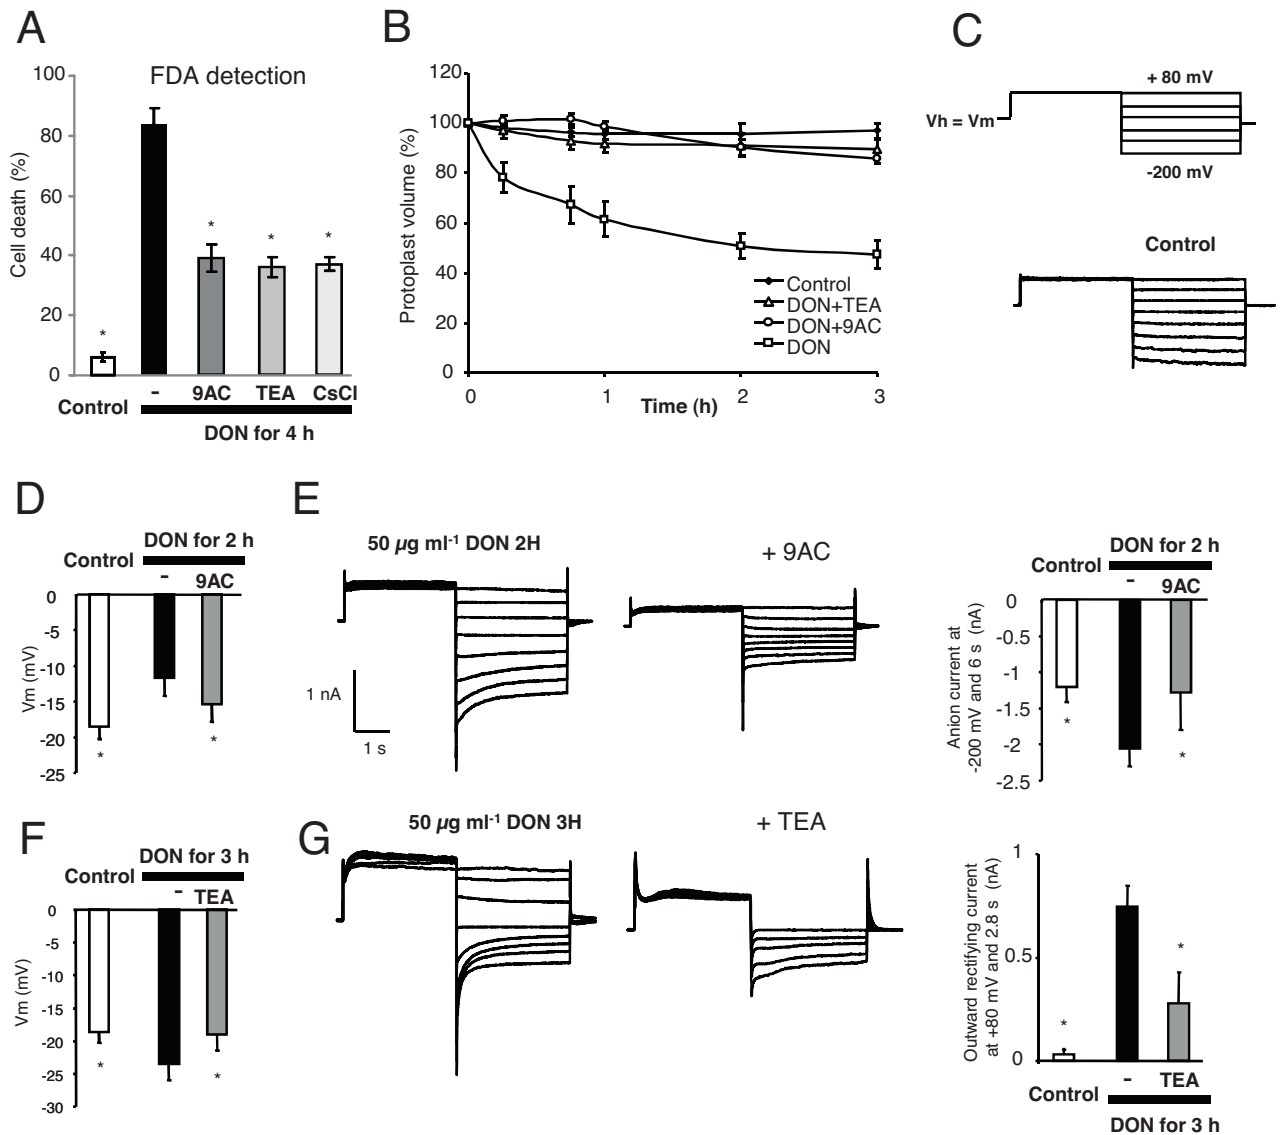 A
FDA detection
Cell death (%)
100
80
60
40
20
0
*
*
*
*
Control
-
9AC
TEA
CsCl
DON for 4 h
B
Protoplast volume (%)
120
100
80
60
40
20
0
0
1
2
3
Time (h)
Control
DON+TEA
DON+9AC
DON
C
+ 80 mV
Vh = Vm
-200 mV
Control
D
DON for 2 h
Control
-
9AC
Vm (mV)
0
-5
-10
-15
-20
-25
*
*
E
50 µg ml-1 DON 2H
+ 9AC
1 nA
1 s
DON for 2 h
Control
-
9AC
Anion current at
-200 mV and 6 s (nA)
0
-0.5
-1
-1.5
-2
-2.5
*
*
F
DON for 3 h
Control
-
TEA
Vm (mV)
0
-5
-10
-15
-20
-25
-30
*
*
G
50 µg ml-1 DON 3H
+ TEA
Outward rectifying current
at +80 mV and 2.8 s (nA)
1
0.5
0
*
*
Control
-
TEA
DON for 3 h